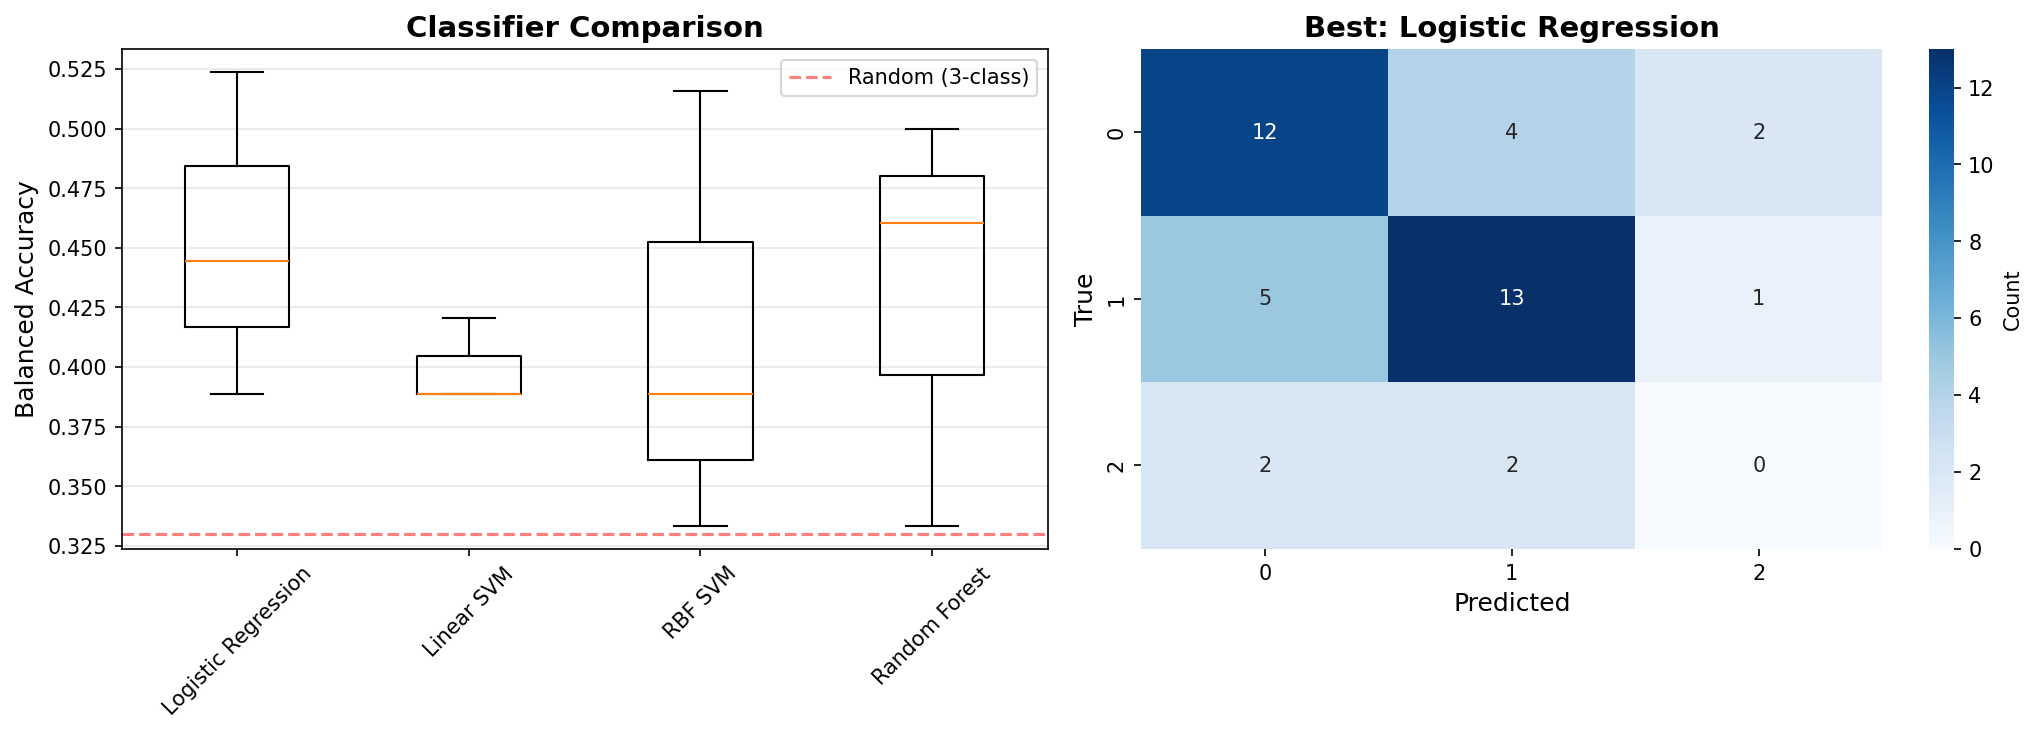 Classifier Comparison
Balanced Accuracy
0.525
0.500
0.475
0.450
0.425
0.400
0.375
0.350
0.325
Random (3-class)
Logistic Regression
Linear SVM
RBF SVM
Random Forest
Best: Logistic Regression
True
0
1
2
12 4 2
5 13 1
2 2 0
0 1 2
Predicted
12
10
8
6
4
2
0
Count